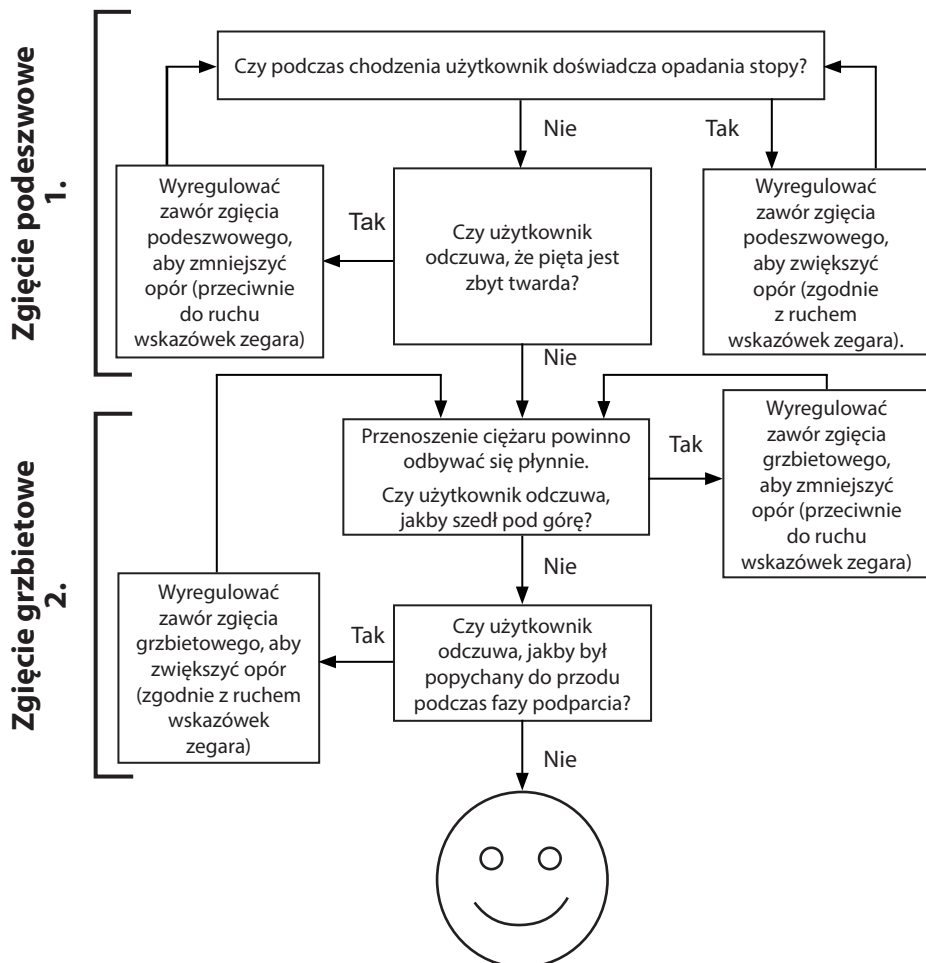 Zgięcie podeszwowe
1.
Czy podczas chodzenia użytkownik doświadcza opadania stopy?
Nie
Tak
Wyregulować
zawór zgięcia
podeszwowego,
aby zmniejszyć
opór (przeciwnie
do ruchu
wskazówek zegara)
Tak
Czy użytkownik
odczuwa, że pięta jest
zbyt twarda?
Wyregulować
zawór zgięcia
podeszwowego,
aby zwiększyć
opór (zgodnie
z ruchem
wskazówek zegara).
Nie
Zgięcie grzbietowe
2.
Przenoszenie ciężaru powinno
odbywać się płynnie.
Czy użytkownik odczuwa,
jakby szedł pod górę?
Tak
Wyregulować
zawór zgięcia
grzbietowego,
aby zmniejszyć
opór (przeciwnie
do ruchu
wskazówek zegara)
Nie
Wyregulować
zawór zgięcia
grzbietowego, aby
zwiększyć opór
(zgodnie z ruchem
wskazówek
zegara)
Tak
Czy użytkownik
odczuwa, jakby był
popychany do przodu
podczas fazy podparcia?
Nie